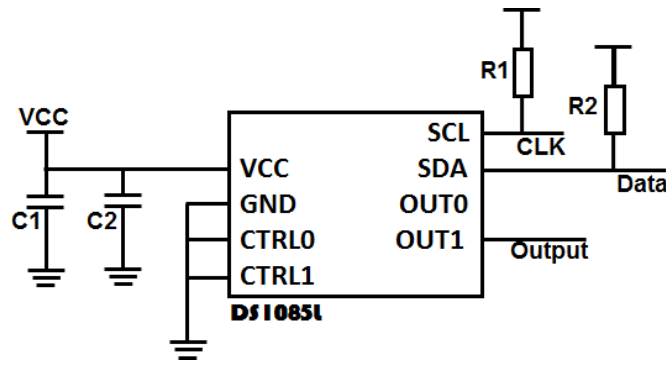 R1
R2
VCC
SCL
CLK
VCC
SDA
Data
C1
C2
GND
OUT0
CTRL0
OUT1
Output
CTRL1
DS1085L